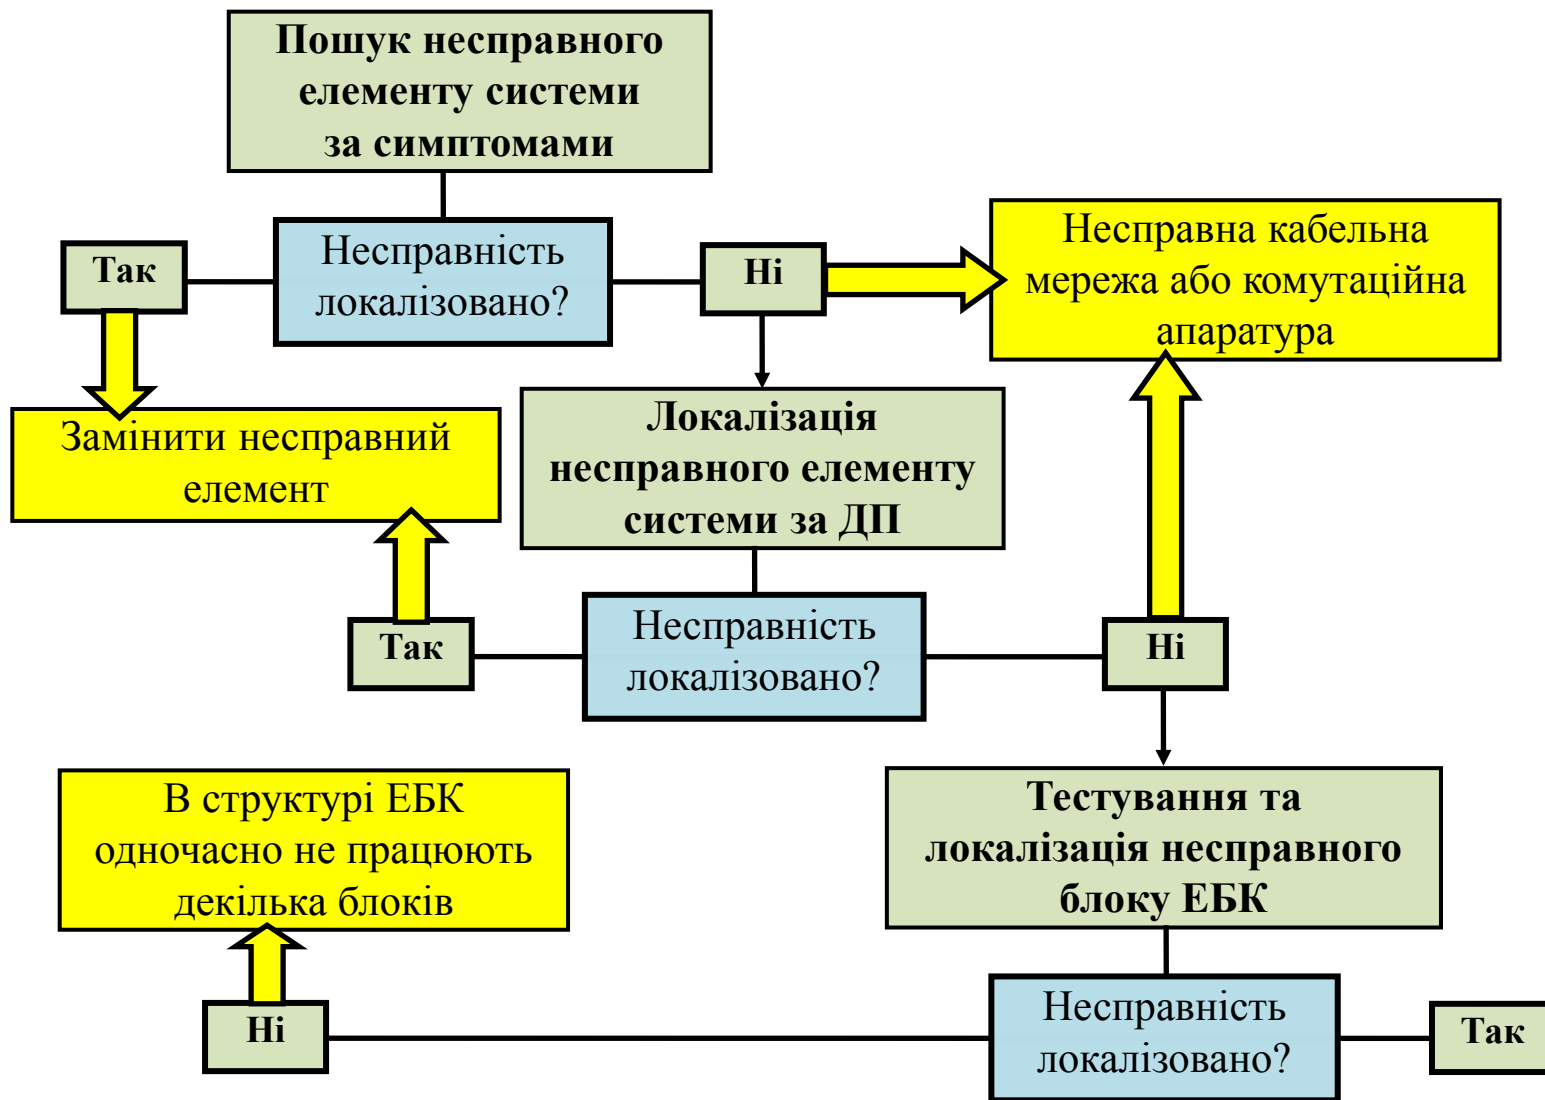 Пошук несправного
елементу системи
за симптомами
Несправність
локалізовано?
Так
Ні
Несправна кабельна
мережа або комутаційна
апаратура
Замінити несправний
елемент
Локалізація
несправного елементу
системи за ДП
Несправність
локалізовано?
Так
Ні
В структурі ЕБК
одночасно не працюють
декілька блоків
Тестування та
локалізація несправного
блоку ЕБК
Ні
Несправність
локалізовано?
Так